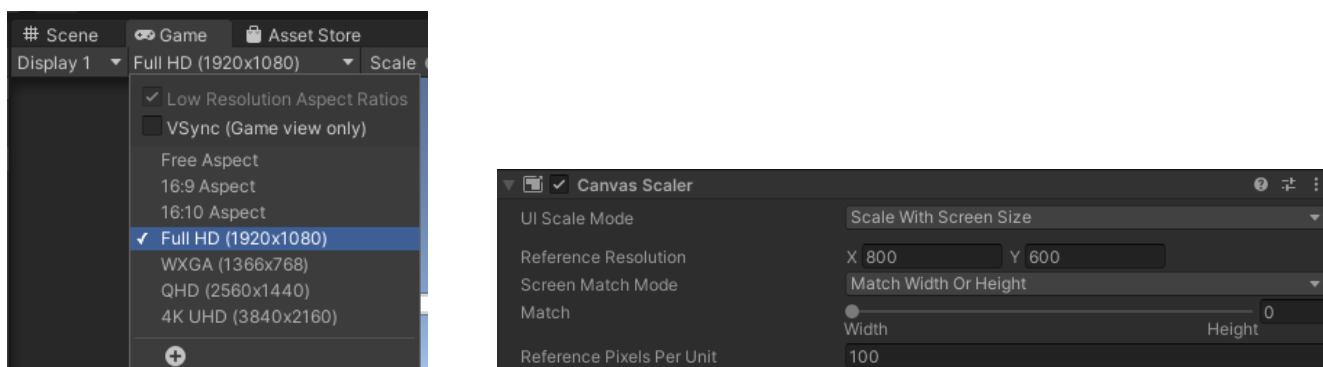 Scene Game Asset Store
Display 1 Full HD (1920x1080) Scale
Low Resolution Aspect Ratios
VSync (Game view only)
Free Aspect
16:9 Aspect
16:10 Aspect
Full HD (1920x1080)
WXGA (1366x768)
QHD (2560x1440)
4K UHD (3840x2160)
Canvas Scaler
UI Scale Mode Scale With Screen Size
Reference Resolution X 800 Y 600
Screen Match Mode Match Width Or Height
Match 0
Width Height
Reference Pixels Per Unit 100